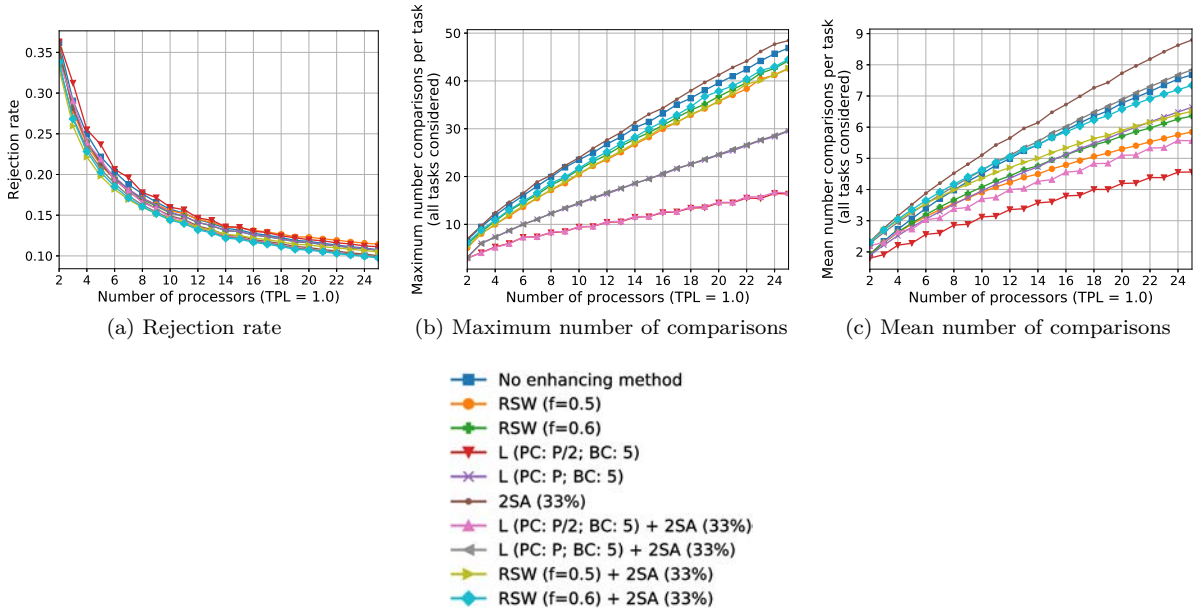 0.35
0.30
0.25
0.20
0.15
0.10
Rejection rate
2 4 6 8 10 12 14 16 18 20 22 24
Number of processors (TPL = 1.0)
(a) Rejection rate
50
40
30
20
10
Maximum number comparisons per task
(all tasks considered)
2 4 6 8 10 12 14 16 18 20 22 24
Number of processors (TPL = 1.0)
(b) Maximum number of comparisons
9
8
7
6
5
4
3
2
Mean number comparisons per task
(all tasks considered)
2 4 6 8 10 12 14 16 18 20 22 24
Number of processors (TPL = 1.0)
(c) Mean number of comparisons
No enhancing method
RSW (f=0.5)
RSW (f=0.6)
L (PC: P/2; BC: 5)
L (PC: P; BC: 5)
2SA (33%)
L (PC: P/2; BC: 5) + 2SA (33%)
L (PC: P; BC: 5) + 2SA (33%)
RSW (f=0.5) + 2SA (33%)
RSW (f=0.6) + 2SA (33%)